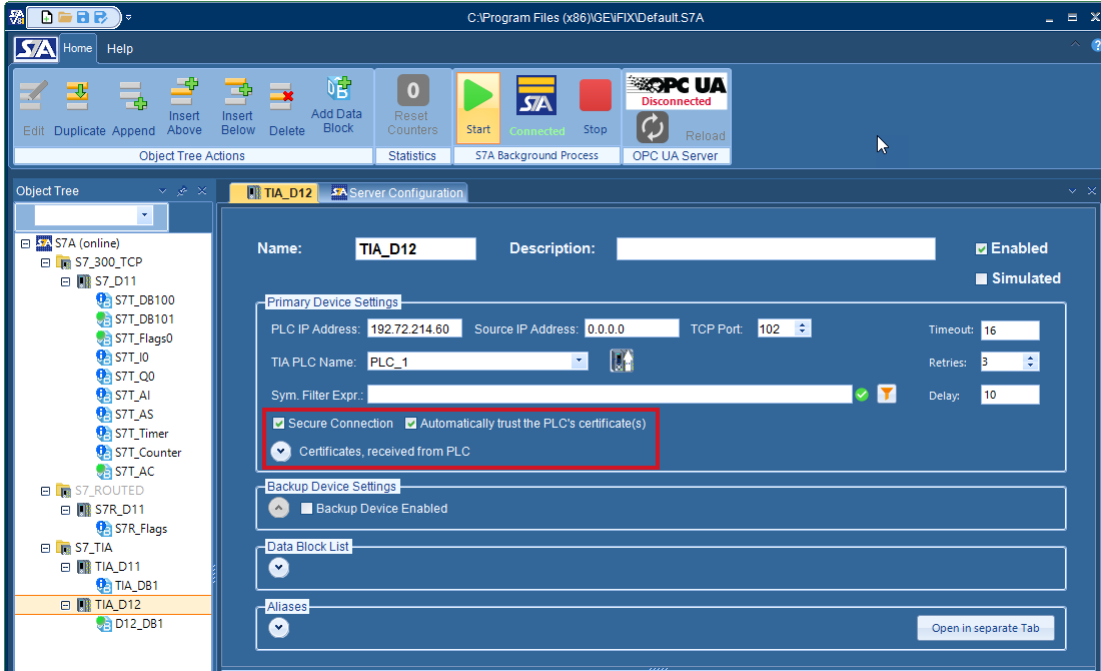 C:\Program Files (x86)\GE\iFIX\Default.S7A
S7A Home Help
Edit Duplicate Append Insert Above Insert Below Delete Add Data Block
0 Reset Counters
Start S7A Connected Stop
OPC UA Disconnected Reload
Object Tree Actions Statistics S7A Background Process OPC UA Server
Object Tree
TIA_D12 S7A Server Configuration
S7A (online)
S7_300_TCP
S7_D11
S7T_DB100
S7T_DB101
S7T_Flags0
S7T_I0
S7T_Q0
S7T_AI
S7T_AS
S7T_Timer
S7T_Counter
S7T_AC
S7_ROUTED
S7R_D11
S7R_Flags
S7_TIA
TIA_D11
TIA_DB1
TIA_D12
D12_DB1
Name: TIA_D12 Description: Enabled
Simulated
Primary Device Settings
PLC IP Address: 192.72.214.60 Source IP Address: 0.0.0.0 TCP Port: 102 Timeout: 16
TIA PLC Name: PLC_1 Retries: 3
Sym. Filter Expr.: Delay: 10
Secure Connection Automatically trust the PLC's certificate(s)
Certificates, received from PLC
Backup Device Settings
Backup Device Enabled
Data Block List
Aliases
Open in separate Tab